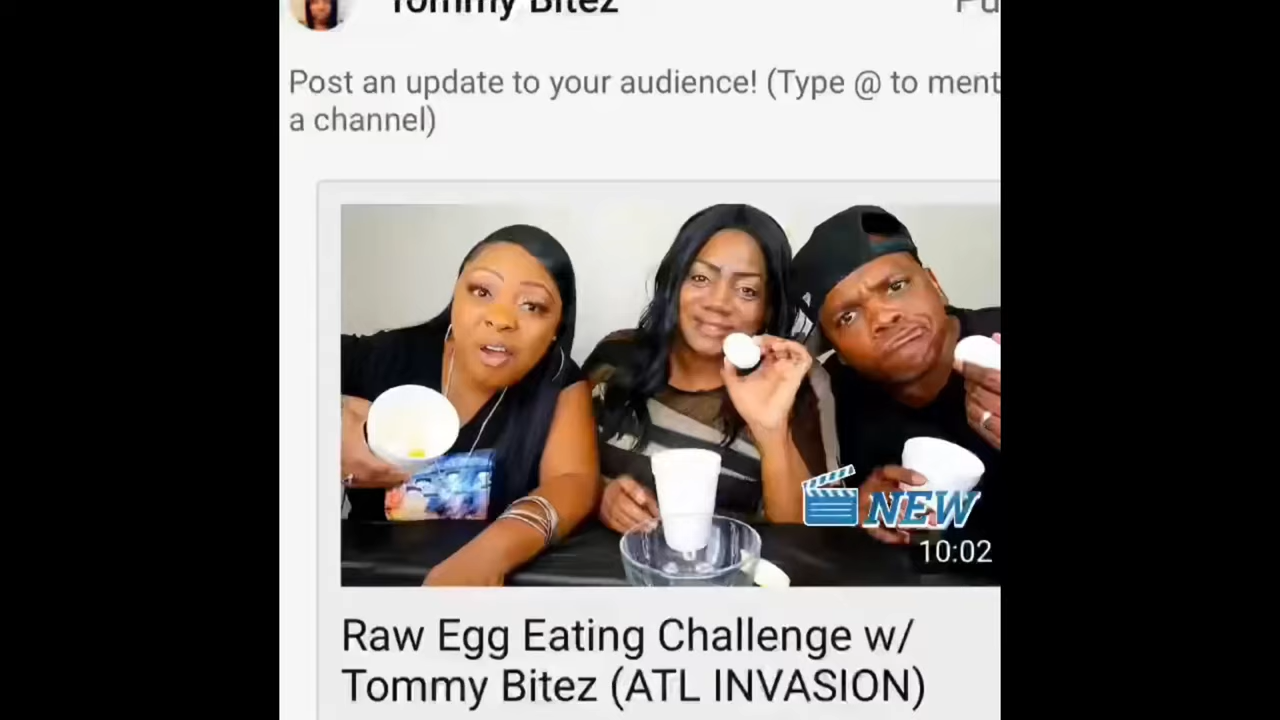 Tommy Bitez
Pu
Post an update to your audience! (Type @ to ment
a channel)
NEW
10:02
Raw Egg Eating Challenge w/
Tommy Bitez (ATL INVASION)